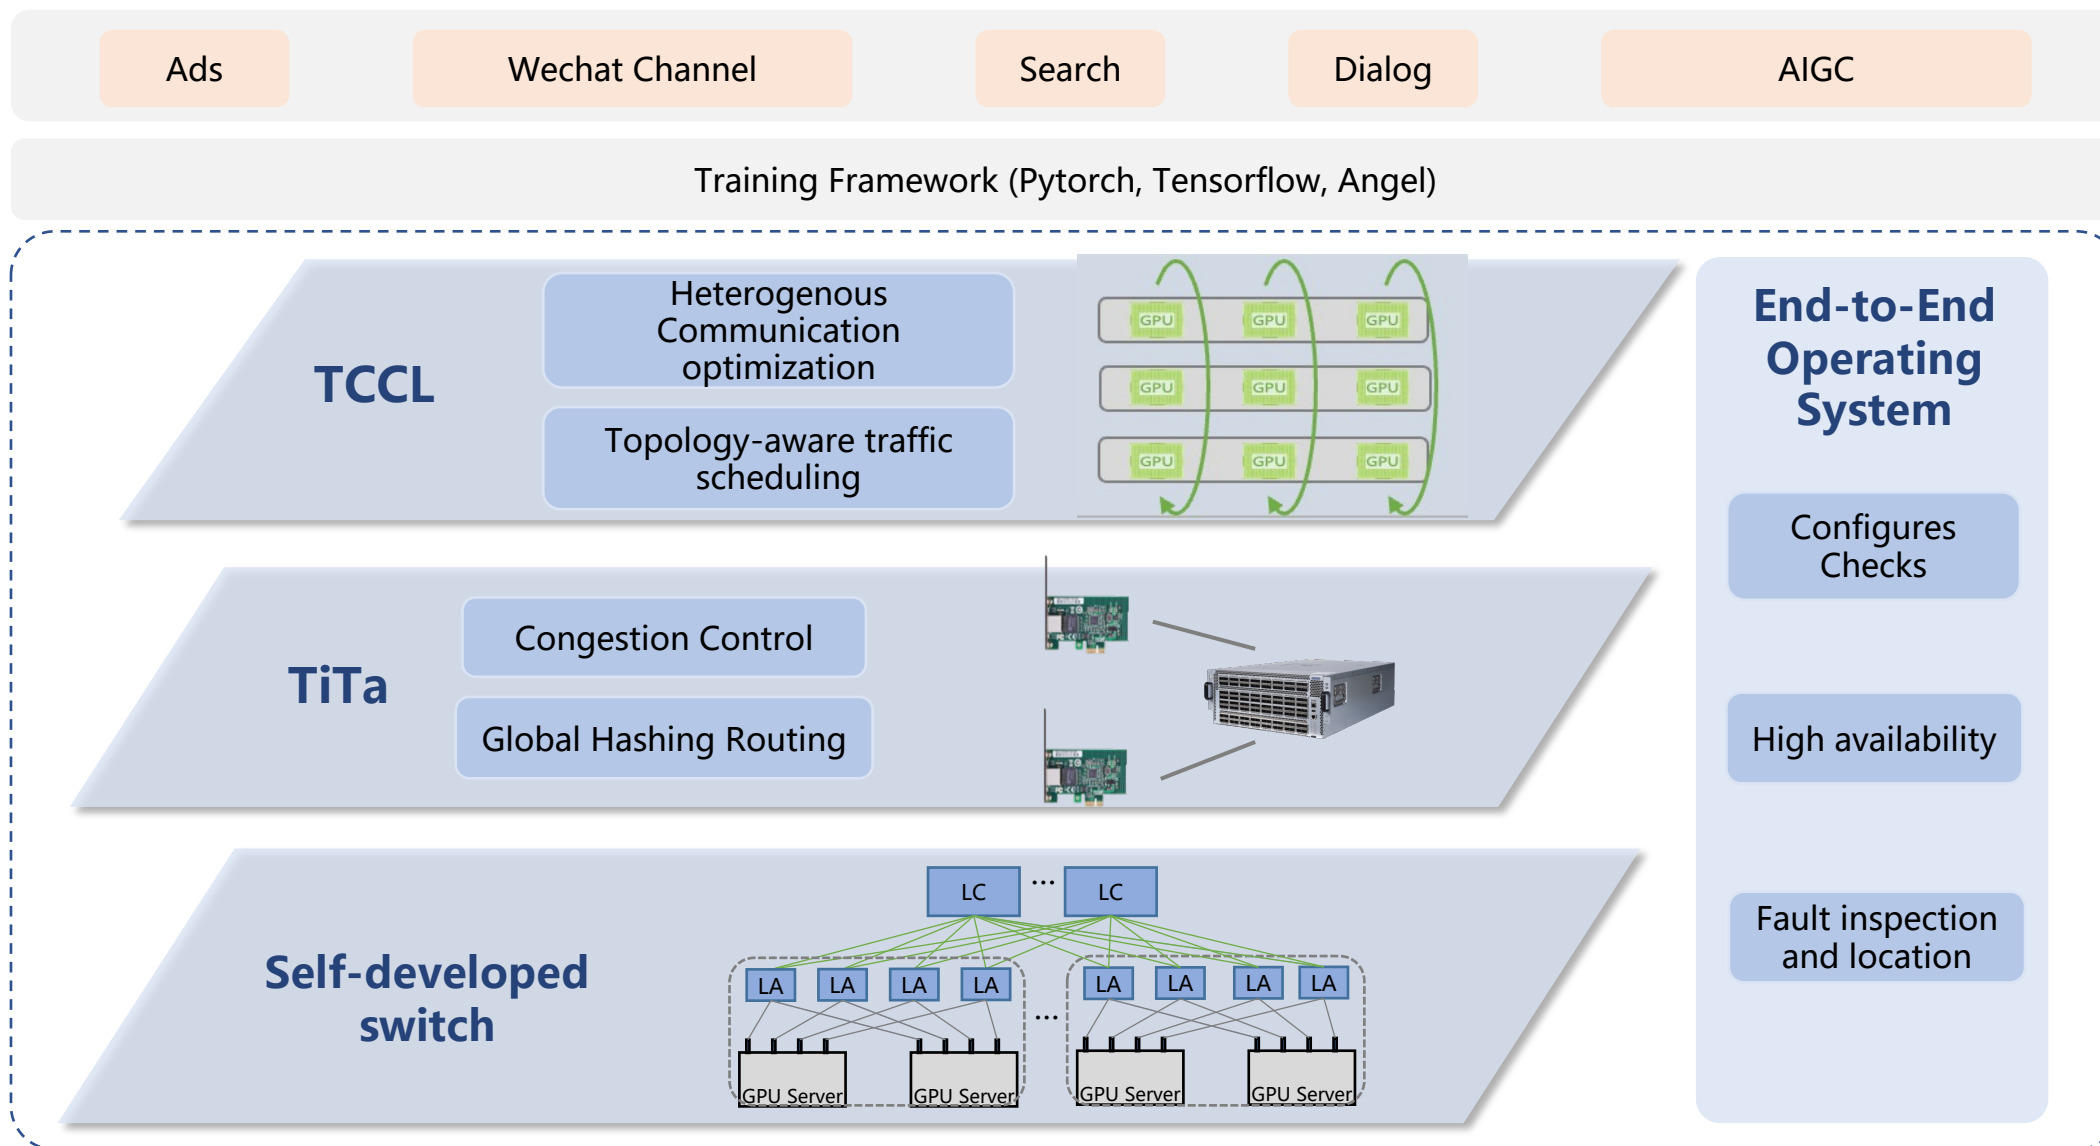 Ads
Wechat Channel
Search
Dialog
AIGC
Training Framework (Pytorch, Tensorflow, Angel)
TCCL
Heterogenous
Communication
optimization
Topology-aware traffic
scheduling
GPU GPU GPU
GPU GPU GPU
GPU GPU GPU
TiTa
Congestion Control
Global Hashing Routing
Self-developed
switch
LC ... LC
LA LA LA LA ... LA LA LA LA
GPU Server GPU Server GPU Server GPU Server
End-to-End
Operating
System
Configures
Checks
High availability
Fault inspection
and location